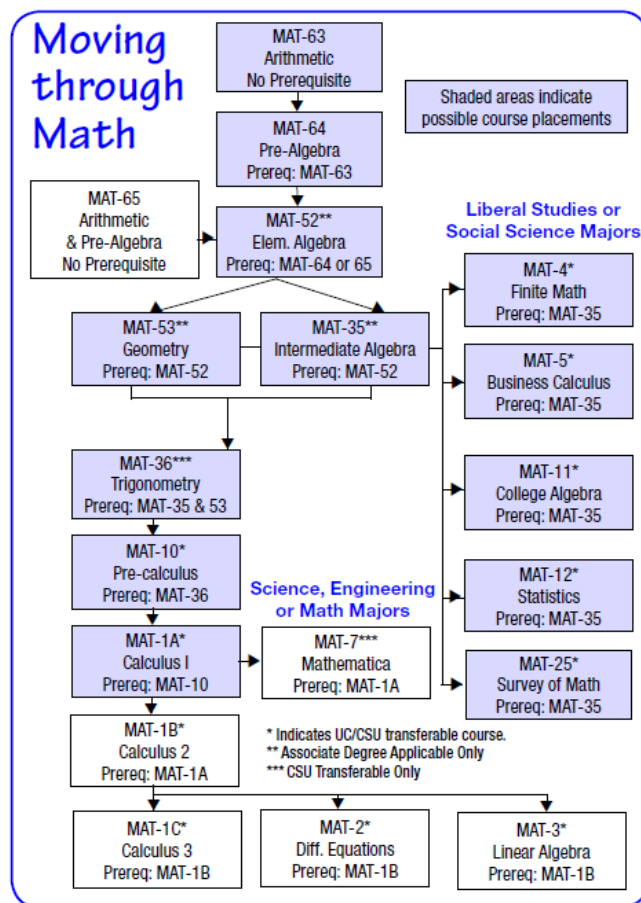 Moving
through
Math
MAT-63
Arithmetic
No Prerequisite
Shaded areas indicate
possible course placements
MAT-64
Pre-Algebra
Prereq: MAT-63
MAT-65
Arithmetic
& Pre-Algebra
No Prerequisite
MAT-52**
Elem. Algebra
Prereq: MAT-64 or 65
Liberal Studies or
Social Science Majors
MAT-4*
Finite Math
Prereq: MAT-35
MAT-53**
Geometry
Prereq: MAT-52
MAT-35**
Intermediate Algebra
Prereq: MAT-52
MAT-5*
Business Calculus
Prereq: MAT-35
MAT-36***
Trigonometry
Prereq: MAT-35 & 53
MAT-11*
College Algebra
Prereq: MAT-35
MAT-10*
Pre-calculus
Prereq: MAT-36
MAT-12*
Statistics
Prereq: MAT-35
Science, Engineering
or Math Majors
MAT-1A*
Calculus I
Prereq: MAT-10
MAT-7***
Mathematica
Prereq: MAT-1A
MAT-25*
Survey of Math
Prereq: MAT-35
MAT-1B*
Calculus 2
Prereq: MAT-1A
* Indicates UC/CSU transferable course.
** Associate Degree Applicable Only
*** CSU Transferable Only
MAT-1C*
Calculus 3
Prereq: MAT-1B
MAT-2*
Diff. Equations
Prereq: MAT-1B
MAT-3*
Linear Algebra
Prereq: MAT-1B